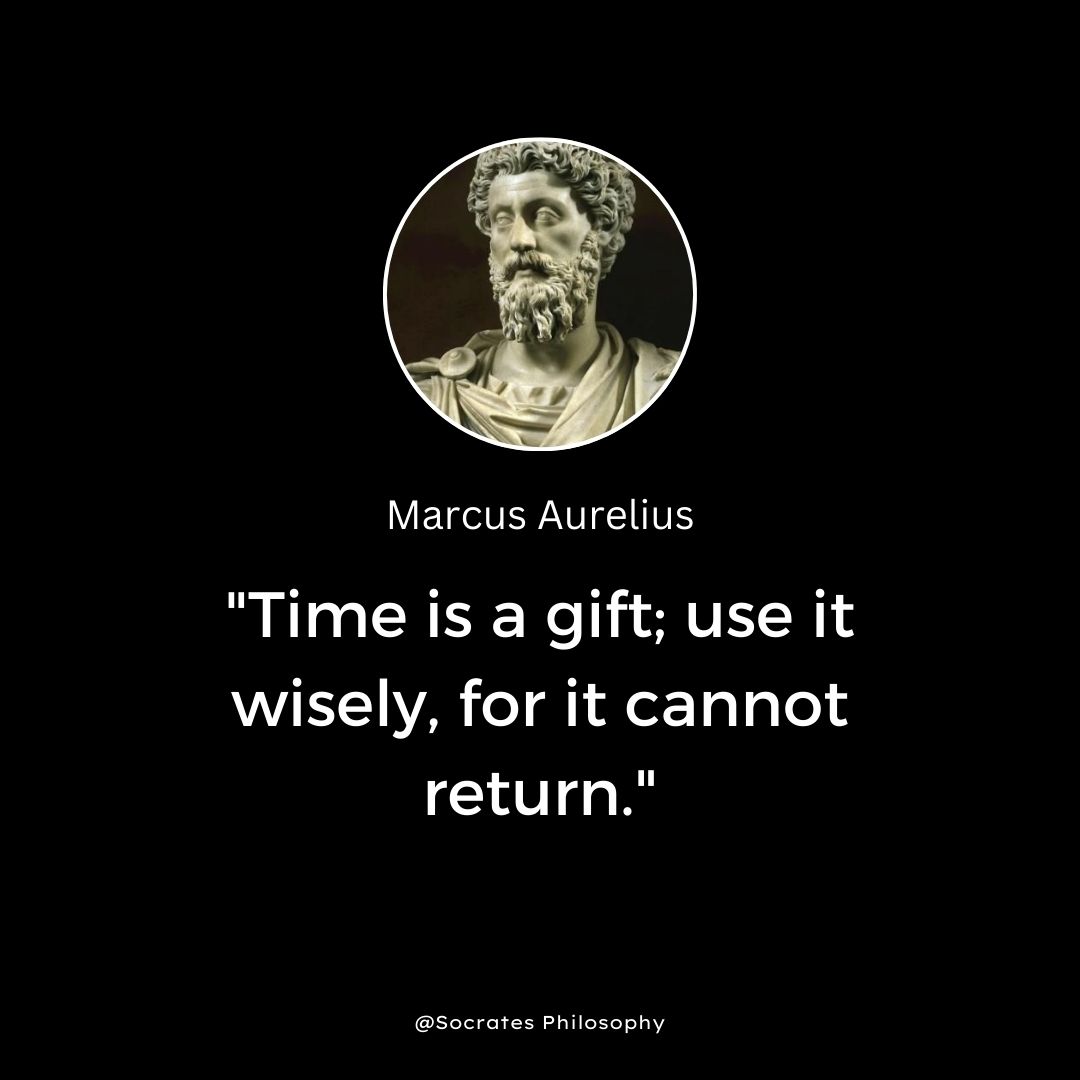 Marcus Aurelius
"Time is a gift; use it
wisely, for it cannot
return."
@Socrates Philosophy